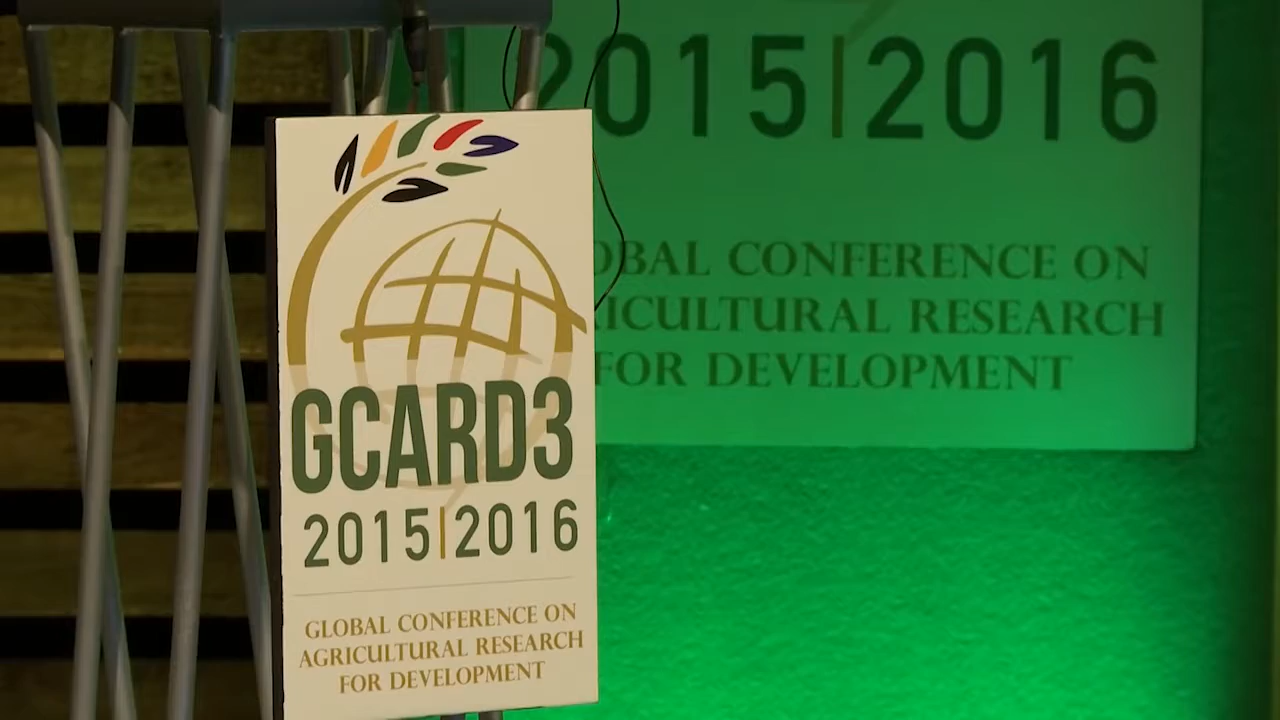 GCARD3
2015|2016
GLOBAL CONFERENCE ON
AGRICULTURAL RESEARCH
FOR DEVELOPMENT
2015|2016
OBAL CONFERENCE ON
RICULTURAL RESEARCH
FOR DEVELOPMENT